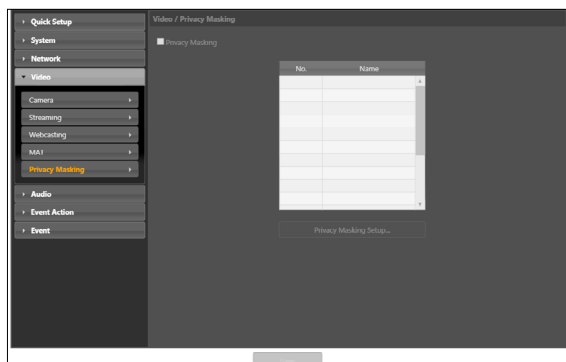 Quick Setup
System
Network
Video
Camera
Streaming
Webcasting
MAT
Privacy Masking
Audio
Event Action
Event
Video / Privacy Masking
Privacy Masking
No. Name
Privacy Masking Setup...